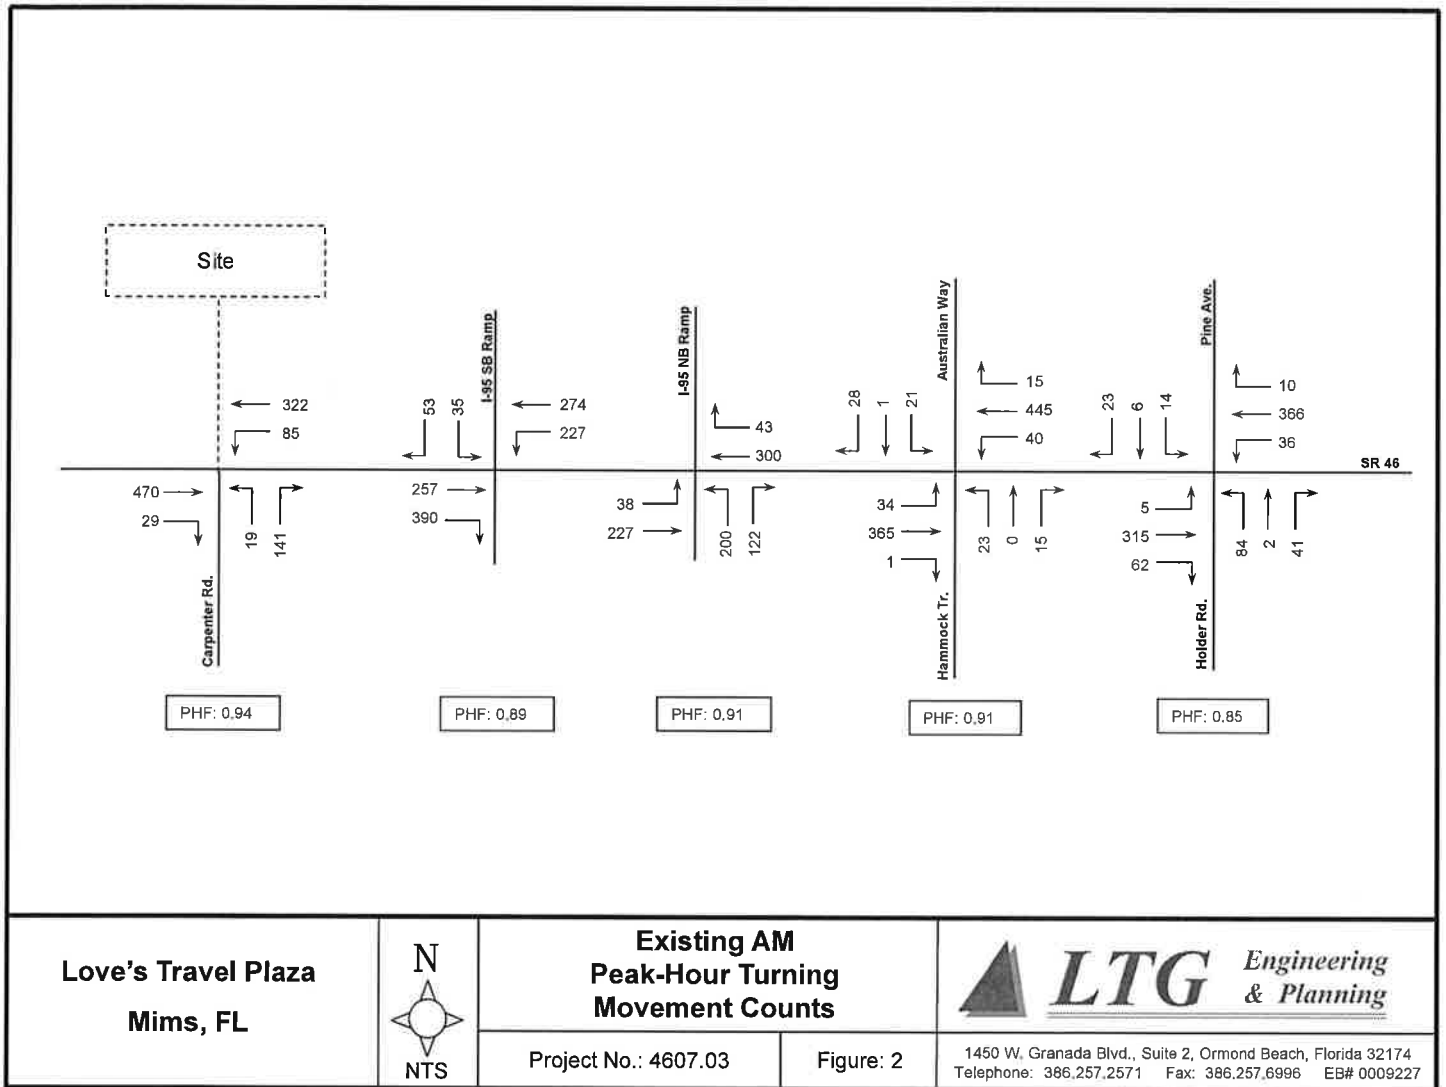 Site
I-95 SB Ramp
I-95 NB Ramp
Australian Way
Pine Ave.
322
85
53
35
274
227
43
300
28
1
21
15
445
40
23
6
14
10
366
36
SR 46
470
29
19
141
257
390
38
227
200
122
34
365
1
23
0
15
5
315
62
84
2
41
Carpenter Rd.
Hammock Tr.
Holder Rd.
PHF: 0.94
PHF: 0.89
PHF: 0.91
PHF: 0.91
PHF: 0.85
Love's Travel Plaza
Mims, FL
N
NTS
Existing AM
Peak-Hour Turning
Movement Counts
Project No.: 4607.03
Figure: 2
LTG Engineering
& Planning
1450 W. Granada Blvd., Suite 2, Ormond Beach, Florida 32174
Telephone: 386.257.2571 Fax: 386.257.6996 EB# 0009227